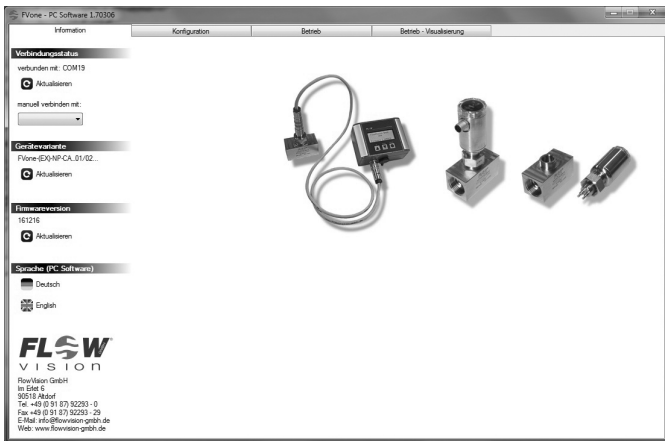 FVone - PC Software 1.70306
Information Konfiguration Betrieb Betrieb - Visualisierung
Verbindungsstatus
verbunden mit: COM19
Aktualisieren
manuell verbinden mit:
Gerätevariante
FVone-(EX)-NP-CA..01/02...
Aktualisieren
Firmwareversion
161216
Aktualisieren
Sprache (PC Software)
Deutsch
English
FLOW
VISION
FlowVision GmbH
Im Erlet 6
90518 Altdorf
Tel. +49 (0 91 87) 92293 - 0
Fax +49 (0 91 87) 92293 - 29
E-Mail: info@flowvision-gmbh.de
Web: www.flowvision-gmbh.de